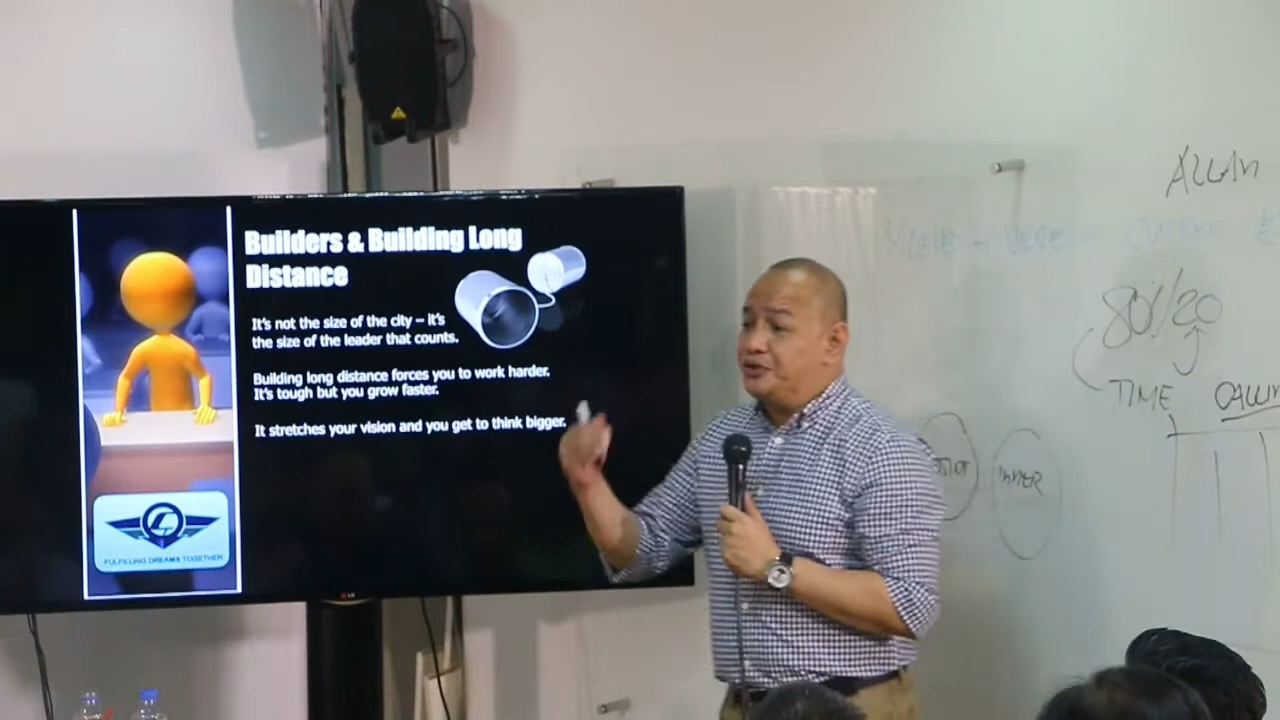 Builders & Building Long
Distance
It's not the size of the city – it's
the size of the leader that counts.
Building long distance forces you to work harder.
It's tough but you grow faster.
It stretches your vision and you get to think bigger.
FULFILLING DREAMS TOGETHER
LG
ALLAN
80%/20
TIME